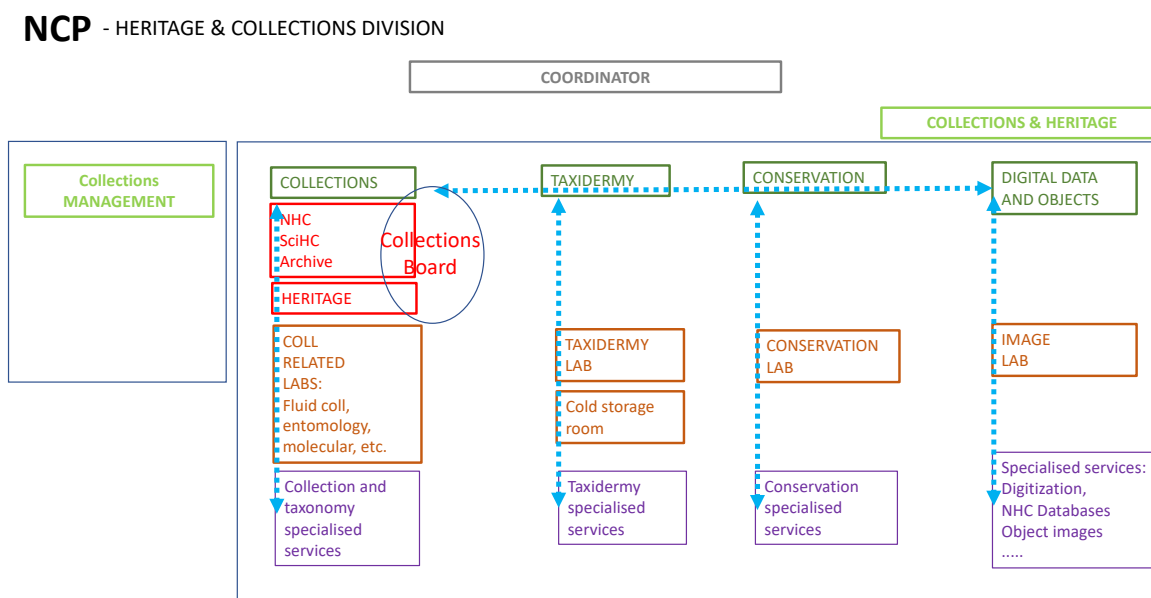 NCP - HERITAGE & COLLECTIONS DIVISION
COORDINATOR
COLLECTIONS & HERITAGE
Collections
MANAGEMENT
COLLECTIONS
NHC
SciHC
Archive
Collections
Board
HERITAGE
COLL
RELATED
LABS:
Fluid coll,
entomology,
molecular, etc.
Collection and
taxonomy
specialised
services
TAXIDERMY
TAXIDERMY
LAB
Cold storage
room
Taxidermy
specialised
services
CONSERVATION
CONSERVATION
LAB
Conservation
specialised
services
DIGITAL DATA
AND OBJECTS
IMAGE
LAB
Specialised services:
Digitization,
NHC Databases
Object images
.....